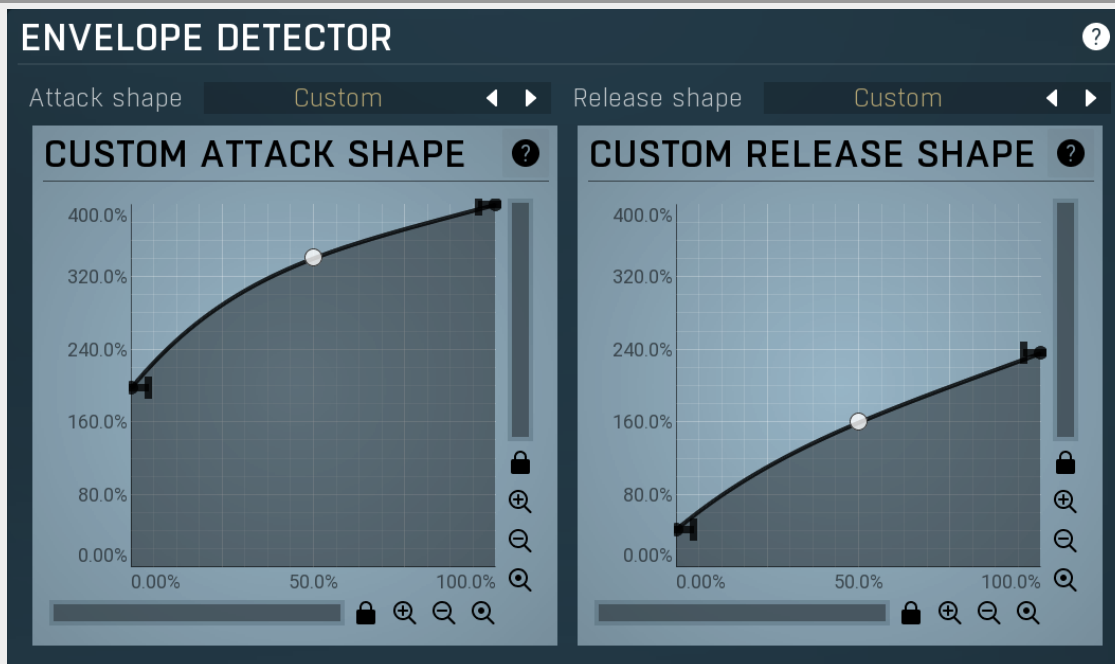 ENVELOPE DETECTOR ?
Attack shape Custom
Release shape Custom
CUSTOM ATTACK SHAPE ?
400.0%
320.0%
240.0%
160.0%
80.0%
0.00%
0.00% 50.0% 100.0%
CUSTOM RELEASE SHAPE ?
400.0%
320.0%
240.0%
160.0%
80.0%
0.00%
0.00% 50.0% 100.0%